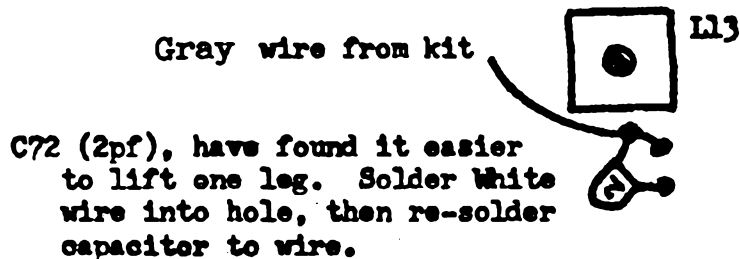 L13
Gray wire from kit
C72 (2pf), have found it easier
to lift one leg. Solder White
wire into hole, then re-solder
capacitor to wire.
2